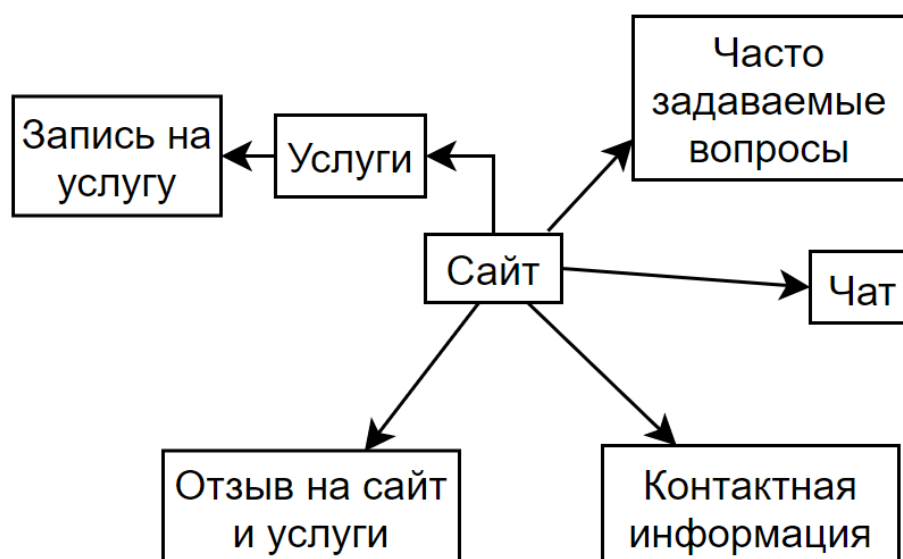 Часто
задаваемые
вопросы
Запись на
услугу
Услуги
Сайт
Чат
Отзыв на сайт
и услуги
Контактная
информация